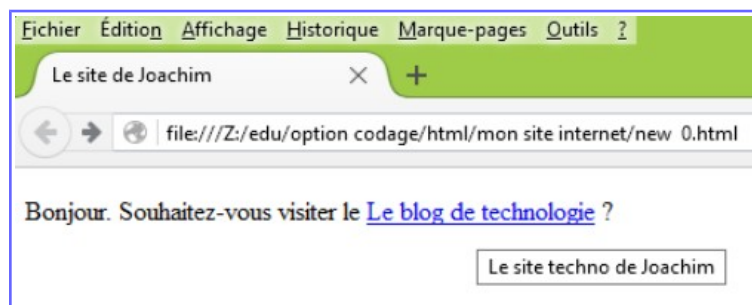 Fichier Édition Affichage Historique Marque-pages Outils ?
Le site de Joachim
file:///Z:/edu/option codage/html/mon site internet/new 0.html
Bonjour. Souhaitez-vous visiter le Le blog de technologie ?
Le site techno de Joachim